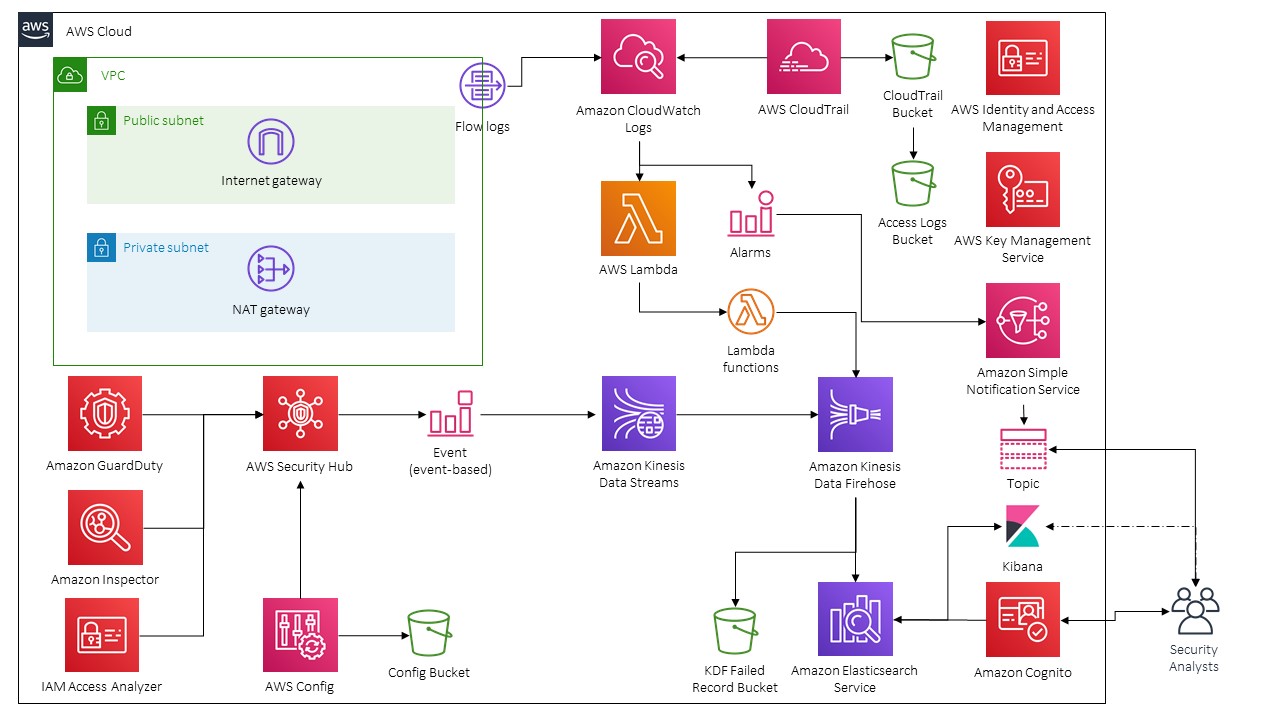 aws
AWS Cloud
VPC
Public subnet
Internet gateway
Private subnet
NAT gateway
Flow logs
Amazon CloudWatch
Logs
AWS CloudTrail
CloudTrail
Bucket
AWS Identity and Access
Management
Access Logs
Bucket
AWS Key Management
Service
AWS Lambda
Alarms
Lambda
functions
Amazon Simple
Notification Service
Amazon GuardDuty
AWS Security Hub
Event
(event-based)
Amazon Kinesis
Data Streams
Amazon Kinesis
Data Firehose
Topic
Amazon Inspector
Kibana
IAM Access Analyzer
AWS Config
Config Bucket
KDF Failed
Record Bucket
Amazon Elasticsearch
Service
Amazon Cognito
Security
Analysts